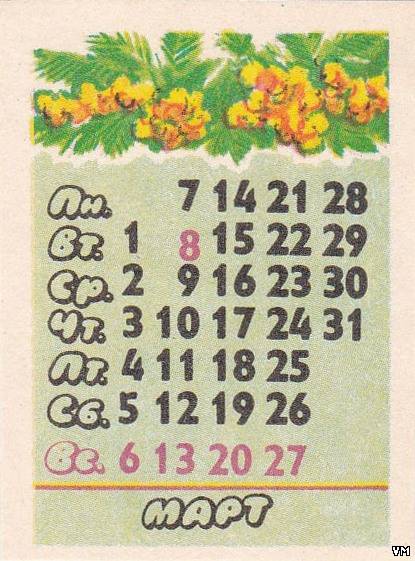 Пн. 7 14 21 28
Вт. 1 8 15 22 29
Ср. 2 9 16 23 30
Чт. 3 10 17 24 31
Пт. 4 11 18 25
Сб. 5 12 19 26
Вс. 6 13 20 27
МАРТ
VM